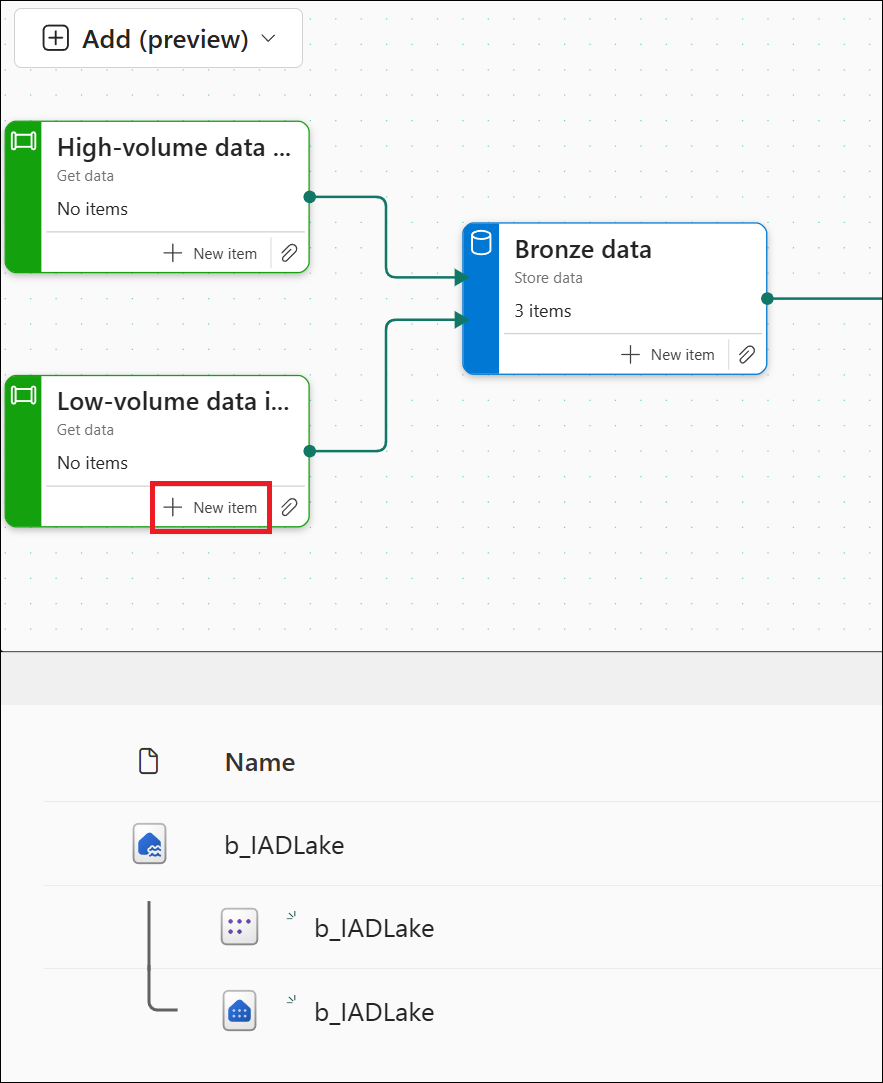 Add (preview)
High-volume data ...
Get data
No items
New item
Bronze data
Store data
3 items
New item
Low-volume data i...
Get data
No items
New item
Name
b_IADLake
b_IADLake
b_IADLake